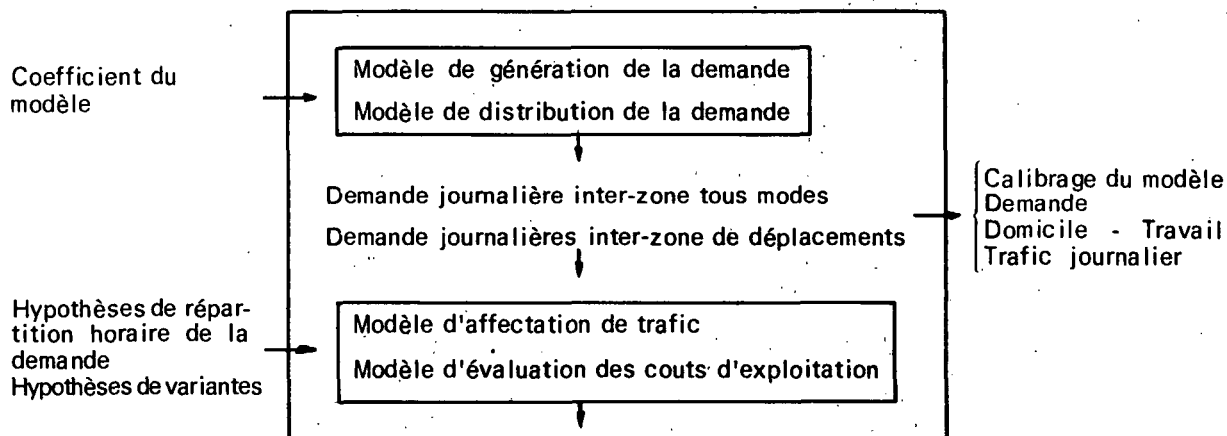 Coefficient du
modèle
Modèle de génération de la demande
Modèle de distribution de la demande
Demande journalière inter-zone tous modes
Demande journalières inter-zone de déplacements
Calibrage du modèle
Demande
Domicile - Travail
Trafic journalier
Hypothèses de répar-
tition horaire de la
demande
Hypothèses de variantes
Modèle d'affectation de trafic
Modèle d'évaluation des couts d'exploitation